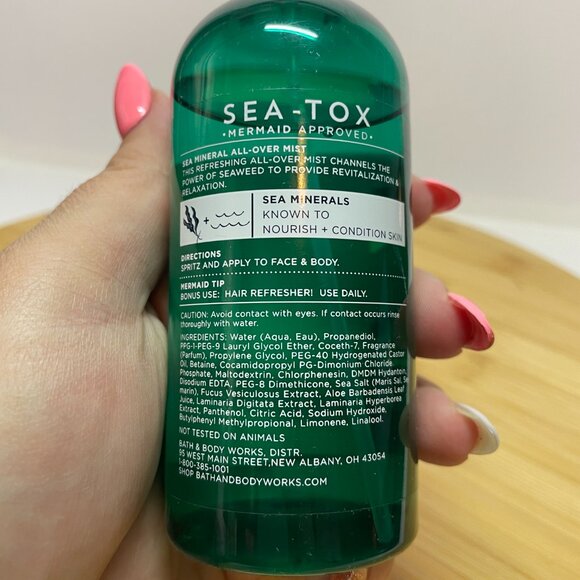 SEA-TOX
•MERMAID APPROVED•
SEA MINERAL ALL-OVER MIST
THIS REFRESHING ALL-OVER MIST CHANNELS THE
POWER OF SEAWEED TO PROVIDE REVITALIZATION &
RELAXATION.
+
SEA MINERALS
KNOWN TO
NOURISH + CONDITION SKIN
DIRECTIONS
SPRITZ AND APPLY TO FACE & BODY.
MERMAID TIP
BONUS USE: HAIR REFRESHER! USE DAILY.
CAUTION: Avoid contact with eyes. If contact occurs rinse
thoroughly with water.
INGREDIENTS: Water (Aqua, Eau), Propanediol,
PPG-1-PEG-9 Lauryl Glycol Ether, Coceth-7, Fragrance
(Parfum), Propylene Glycol, PEG-40 Hydrogenated Castor
Oil, Betaine, Cocamidopropyl PG-Dimonium Chloride
Phosphate, Maltodextrin, Chlorphenesin, DMDM Hydantoin,
Disodium EDTA, PEG-8 Dimethicone, Sea Salt (Maris Sal, Sel
marin), Fucus Vesiculosus Extract, Aloe Barbadensis Leaf
Juice, Laminaria Digitata Extract, Laminaria Hyperborea
Extract, Panthenol, Citric Acid, Sodium Hydroxide,
Butylphenyl Methylpropional, Limonene, Linalool.
NOT TESTED ON ANIMALS
BATH & BODY WORKS, DISTR.
95 WEST MAIN STREET, NEW ALBANY, OH 43054
1-800-385-1001
SHOP BATHANDBODYWORKS.COM